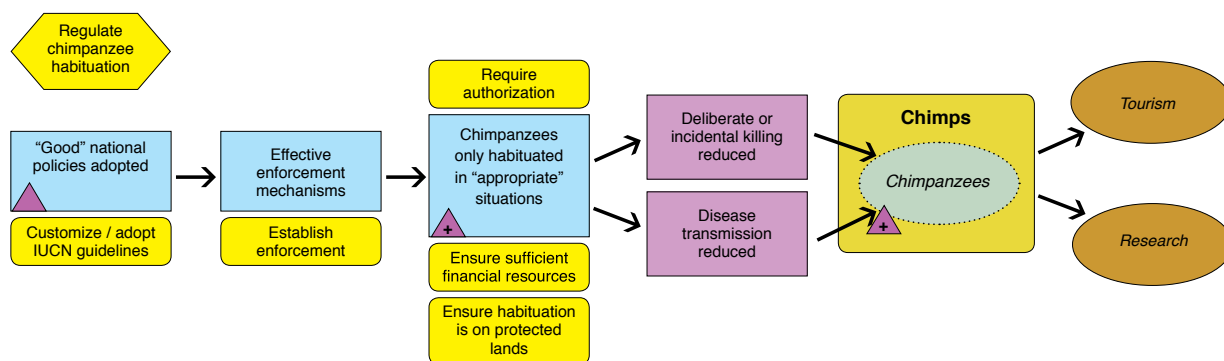 Regulate
chimpanzee
habituation
“Good” national
policies adopted
Customize / adopt
IUCN guidelines
Effective
enforcement
mechanisms
Establish
enforcement
Require
authorization
Chimpanzees
only habituated
in “appropriate”
situations
+
Ensure sufficient
financial resources
Ensure habituation
is on protected
lands
Deliberate or
incidental killing
reduced
Disease
transmission
reduced
Chimps
Chimpanzees
+
Tourism
Research